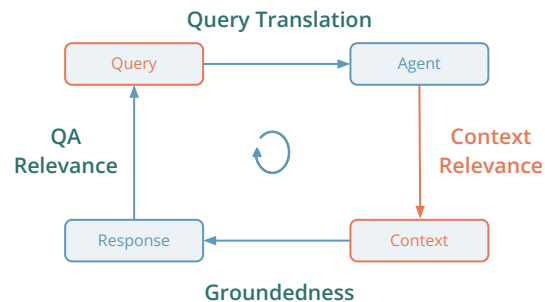 Query Translation
Query
Agent
QA
Relevance
Context
Relevance
Response
Context
Groundedness